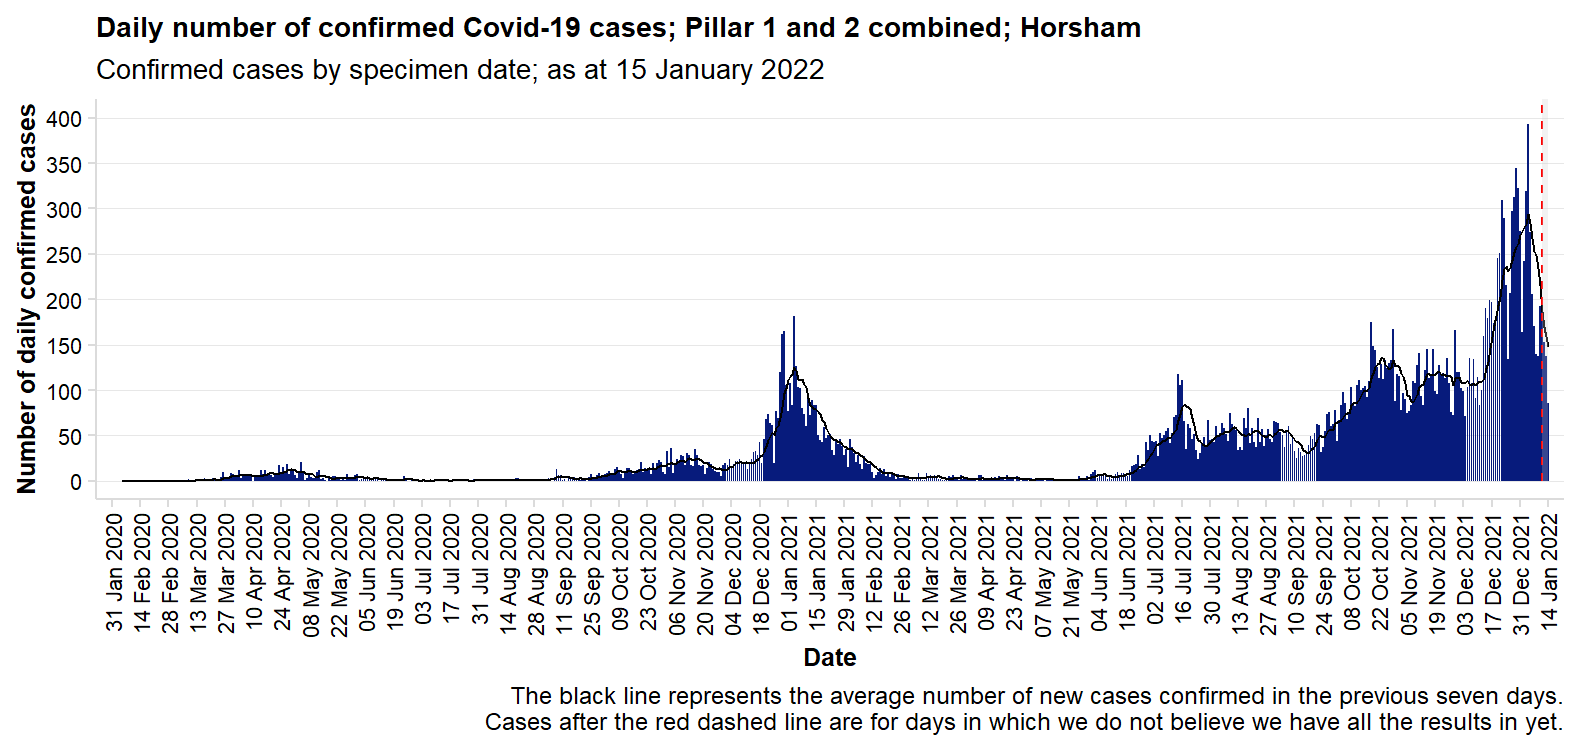 Daily number of confirmed Covid-19 cases; Pillar 1 and 2 combined; Horsham
Confirmed cases by specimen date; as at 15 January 2022
Number of daily confirmed cases
400
350
300
250
200
150
100
50
0
31 Jan 2020
14 Feb 2020
28 Feb 2020
13 Mar 2020
27 Mar 2020
10 Apr 2020
24 Apr 2020
08 May 2020
22 May 2020
05 Jun 2020
19 Jun 2020
03 Jul 2020
17 Jul 2020
31 Jul 2020
14 Aug 2020
28 Aug 2020
11 Sep 2020
25 Sep 2020
09 Oct 2020
23 Oct 2020
06 Nov 2020
20 Nov 2020
04 Dec 2020
18 Dec 2020
01 Jan 2021
15 Jan 2021
29 Jan 2021
12 Feb 2021
26 Feb 2021
12 Mar 2021
26 Mar 2021
09 Apr 2021
23 Apr 2021
07 May 2021
21 May 2021
04 Jun 2021
18 Jun 2021
02 Jul 2021
16 Jul 2021
30 Jul 2021
13 Aug 2021
27 Aug 2021
10 Sep 2021
24 Sep 2021
08 Oct 2021
22 Oct 2021
05 Nov 2021
19 Nov 2021
03 Dec 2021
17 Dec 2021
31 Dec 2021
14 Jan 2022
Date
The black line represents the average number of new cases confirmed in the previous seven days.
Cases after the red dashed line are for days in which we do not believe we have all the results in yet.